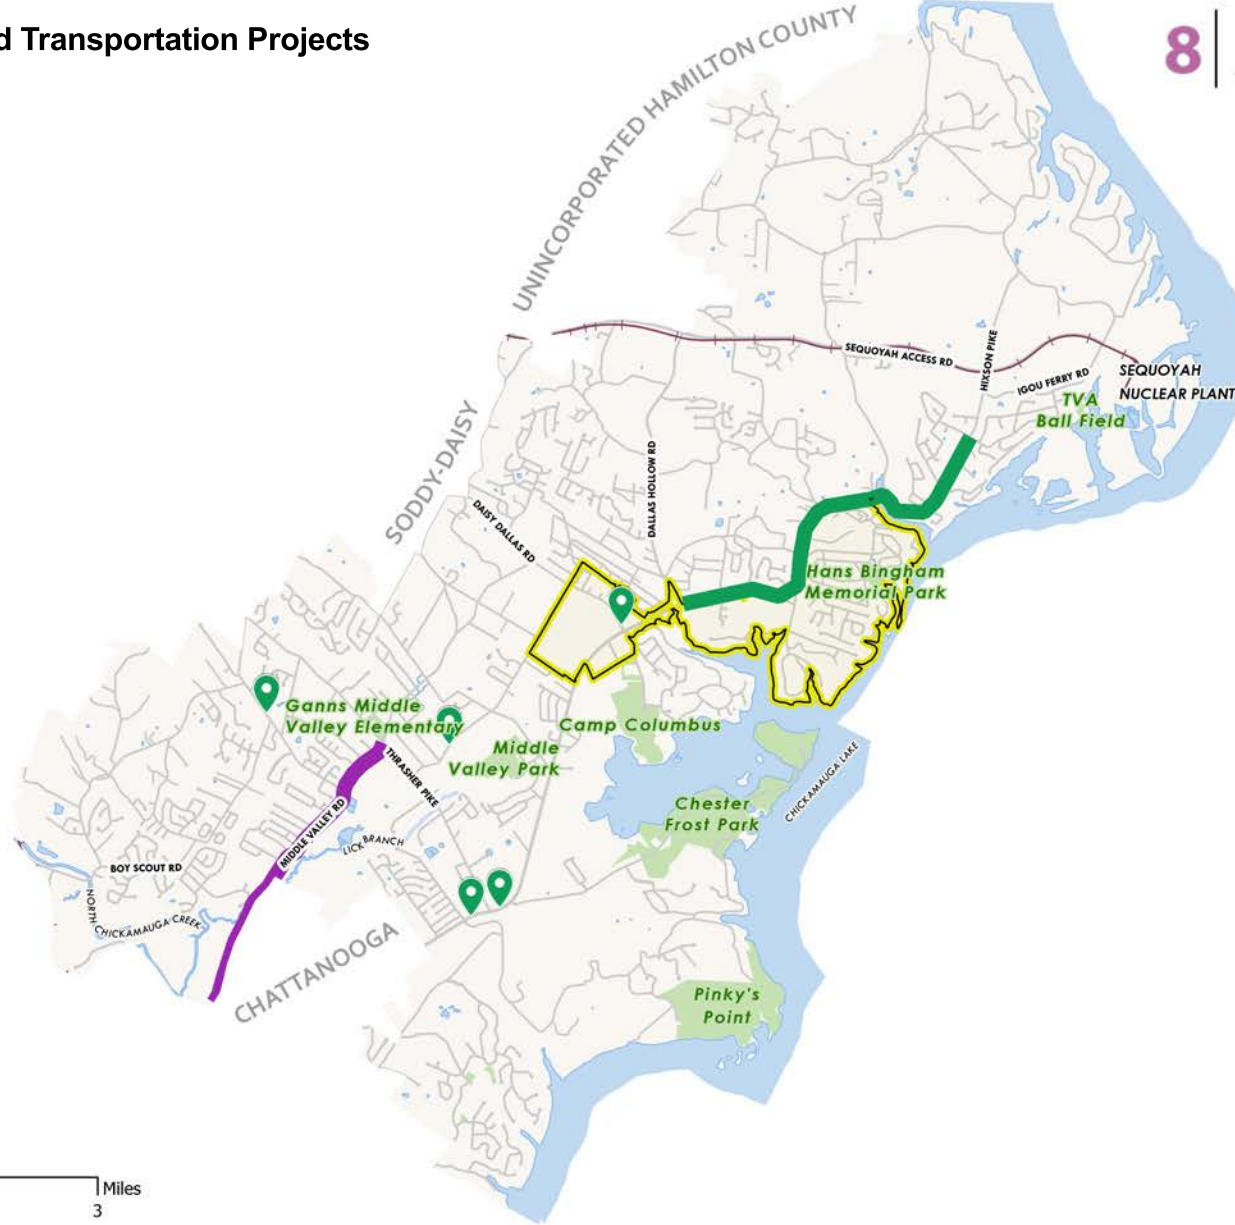 d Transportation Projects
8
UNINCORPORATED HAMILTON COUNTY
SEQUOYAH ACCESS RD
HIXSON PIKE
IGOU FERRY RD
SEQUOYAH
NUCLEAR PLANT
TVA
Ball Field
SODDY-DAISY
DALLAS HOLLOW RD
DAISY DALLAS RD
Hans Bingham
Memorial Park
Ganns Middle
Valley Elementary
Camp Columbus
Middle
Valley Park
THRASHER PIKE
CHICKAMAUGA LAKE
Chester
Frost Park
MIDDLE VALLEY RD
LICK BRANCH
BOY SCOUT RD
NORTH CHICKAMAUGA CREEK
CHATTANOOGA
Pinky's
Point
Miles
3